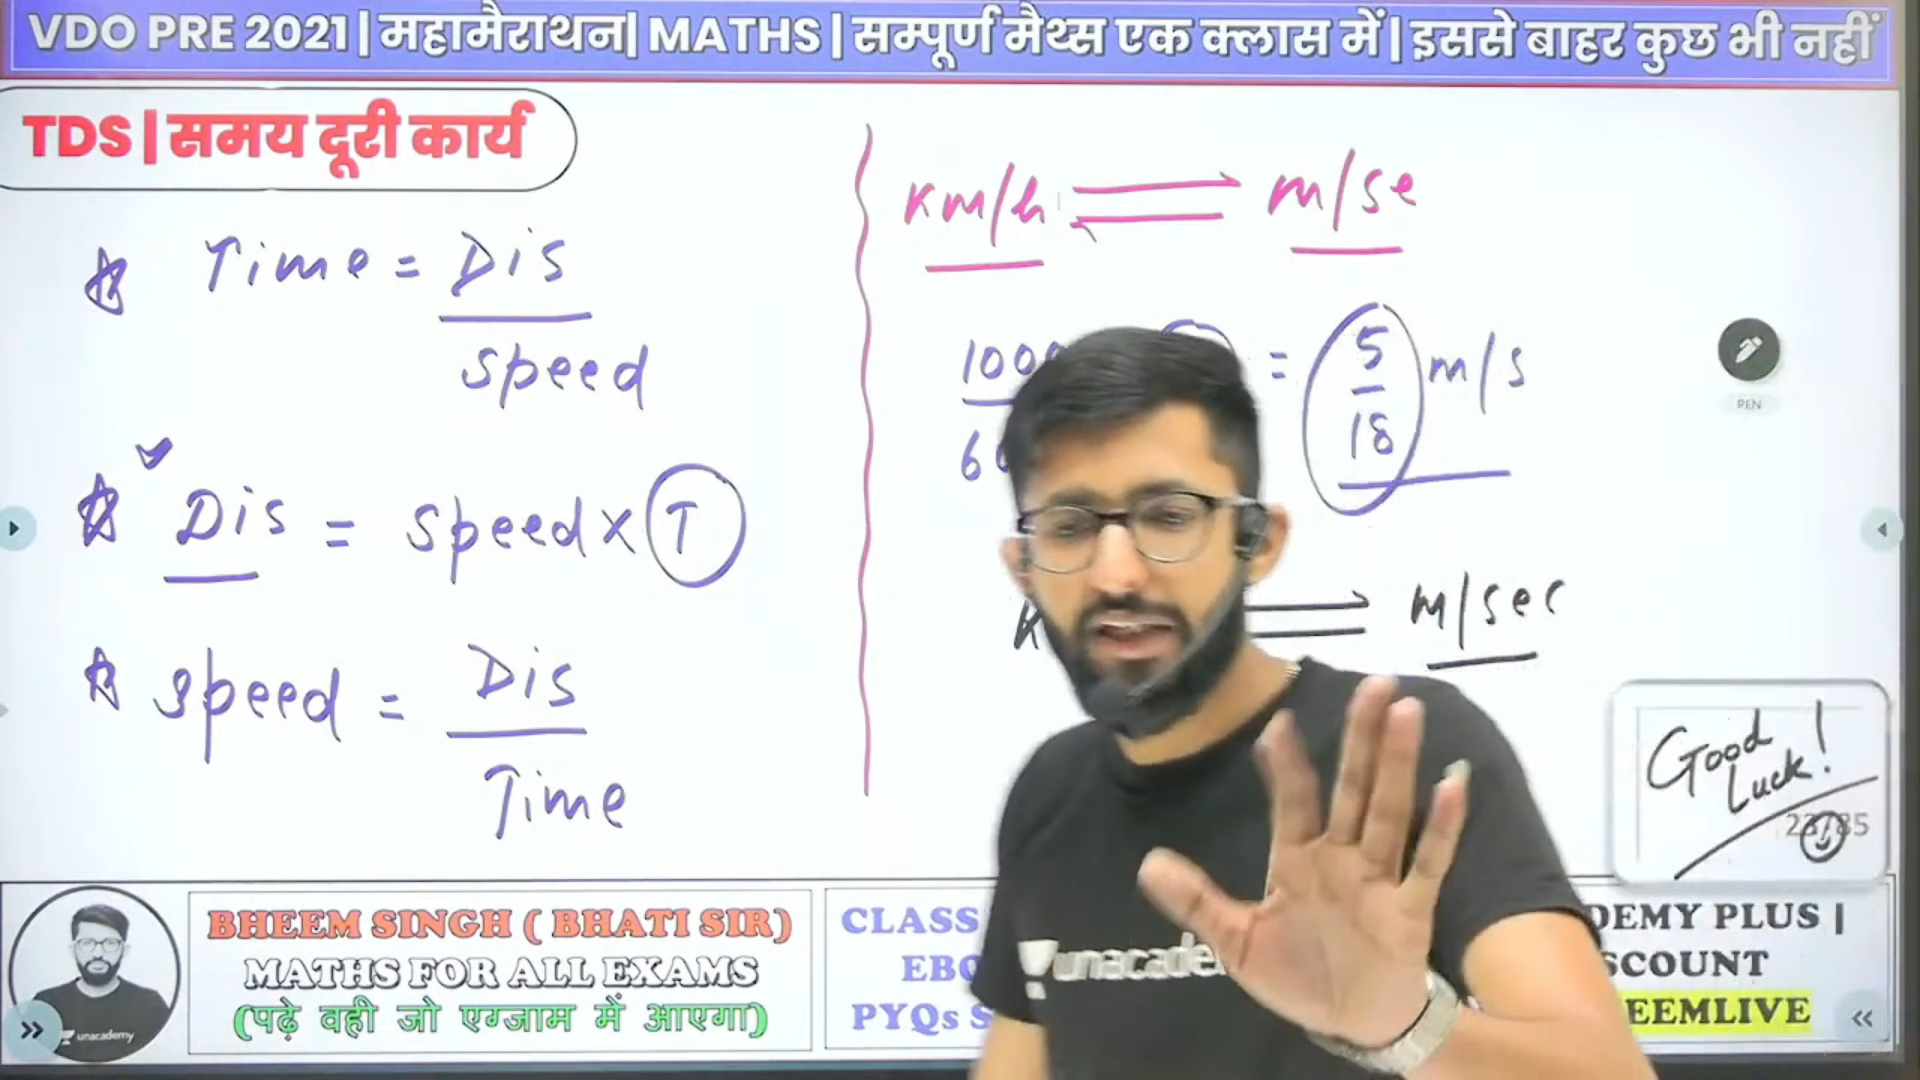 VDO PRE 2021 | महामैराथन| MATHS | सम्पूर्ण मैथ्स एक क्लास में | इससे बाहर कुछ भी नहीं
TDS | समय दूरी कार्य
Time = Dis
speed
Dis = speed × T
speed = Dis
Time
Km/h m/se
= 5 m/s
18
m/sec
PEN
Good
Luck!
BHEEM SINGH ( BHATI SIR)
MATHS FOR ALL EXAMS
(पढ़े वही जो एग्जाम में आएगा)
unacademy
CLASS
PYQs
PLUS |
unacade